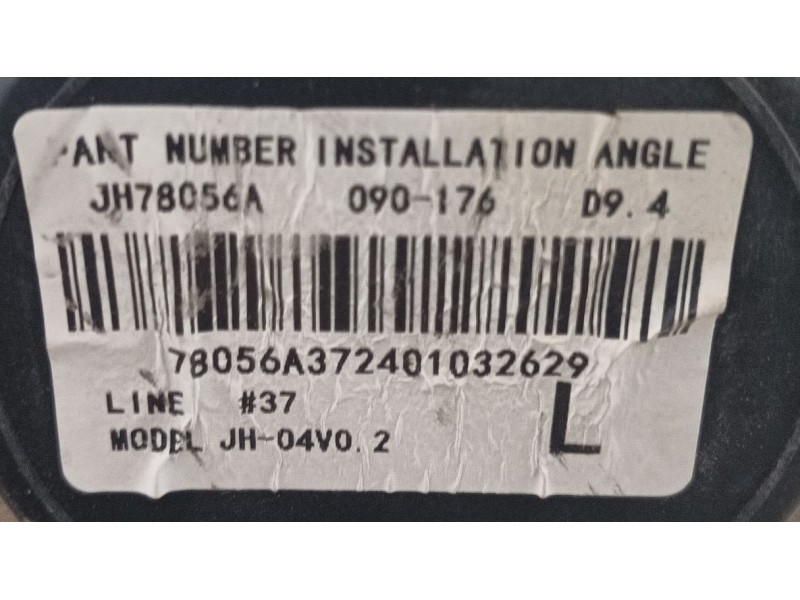 PART NUMBER INSTALLATION ANGLE
JH78056A 090-176 D9.4
78056A372401032629
LINE #37
MODEL JH-04V0.2
L